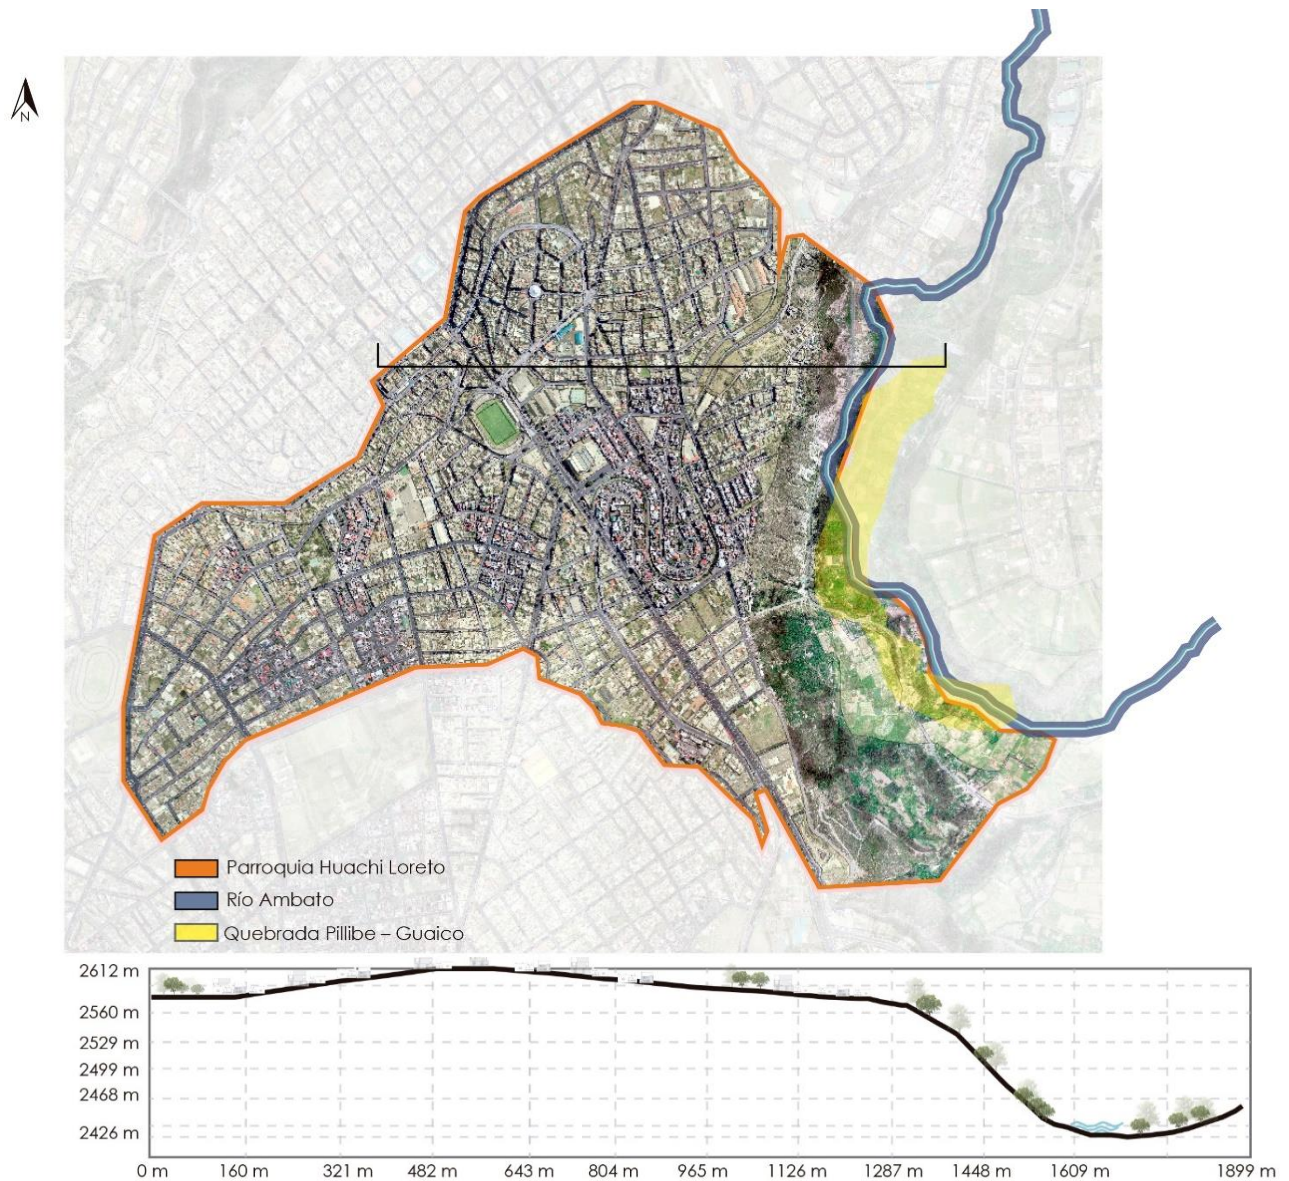 N
Parroquia Huachi Loreto
Río Ambato
Quebrada Pillibe – Guaico
2612 m
2560 m
2529 m
2499 m
2468 m
2426 m
0 m 160 m 321 m 482 m 643 m 804 m 965 m 1126 m 1287 m 1448 m 1609 m 1899 m